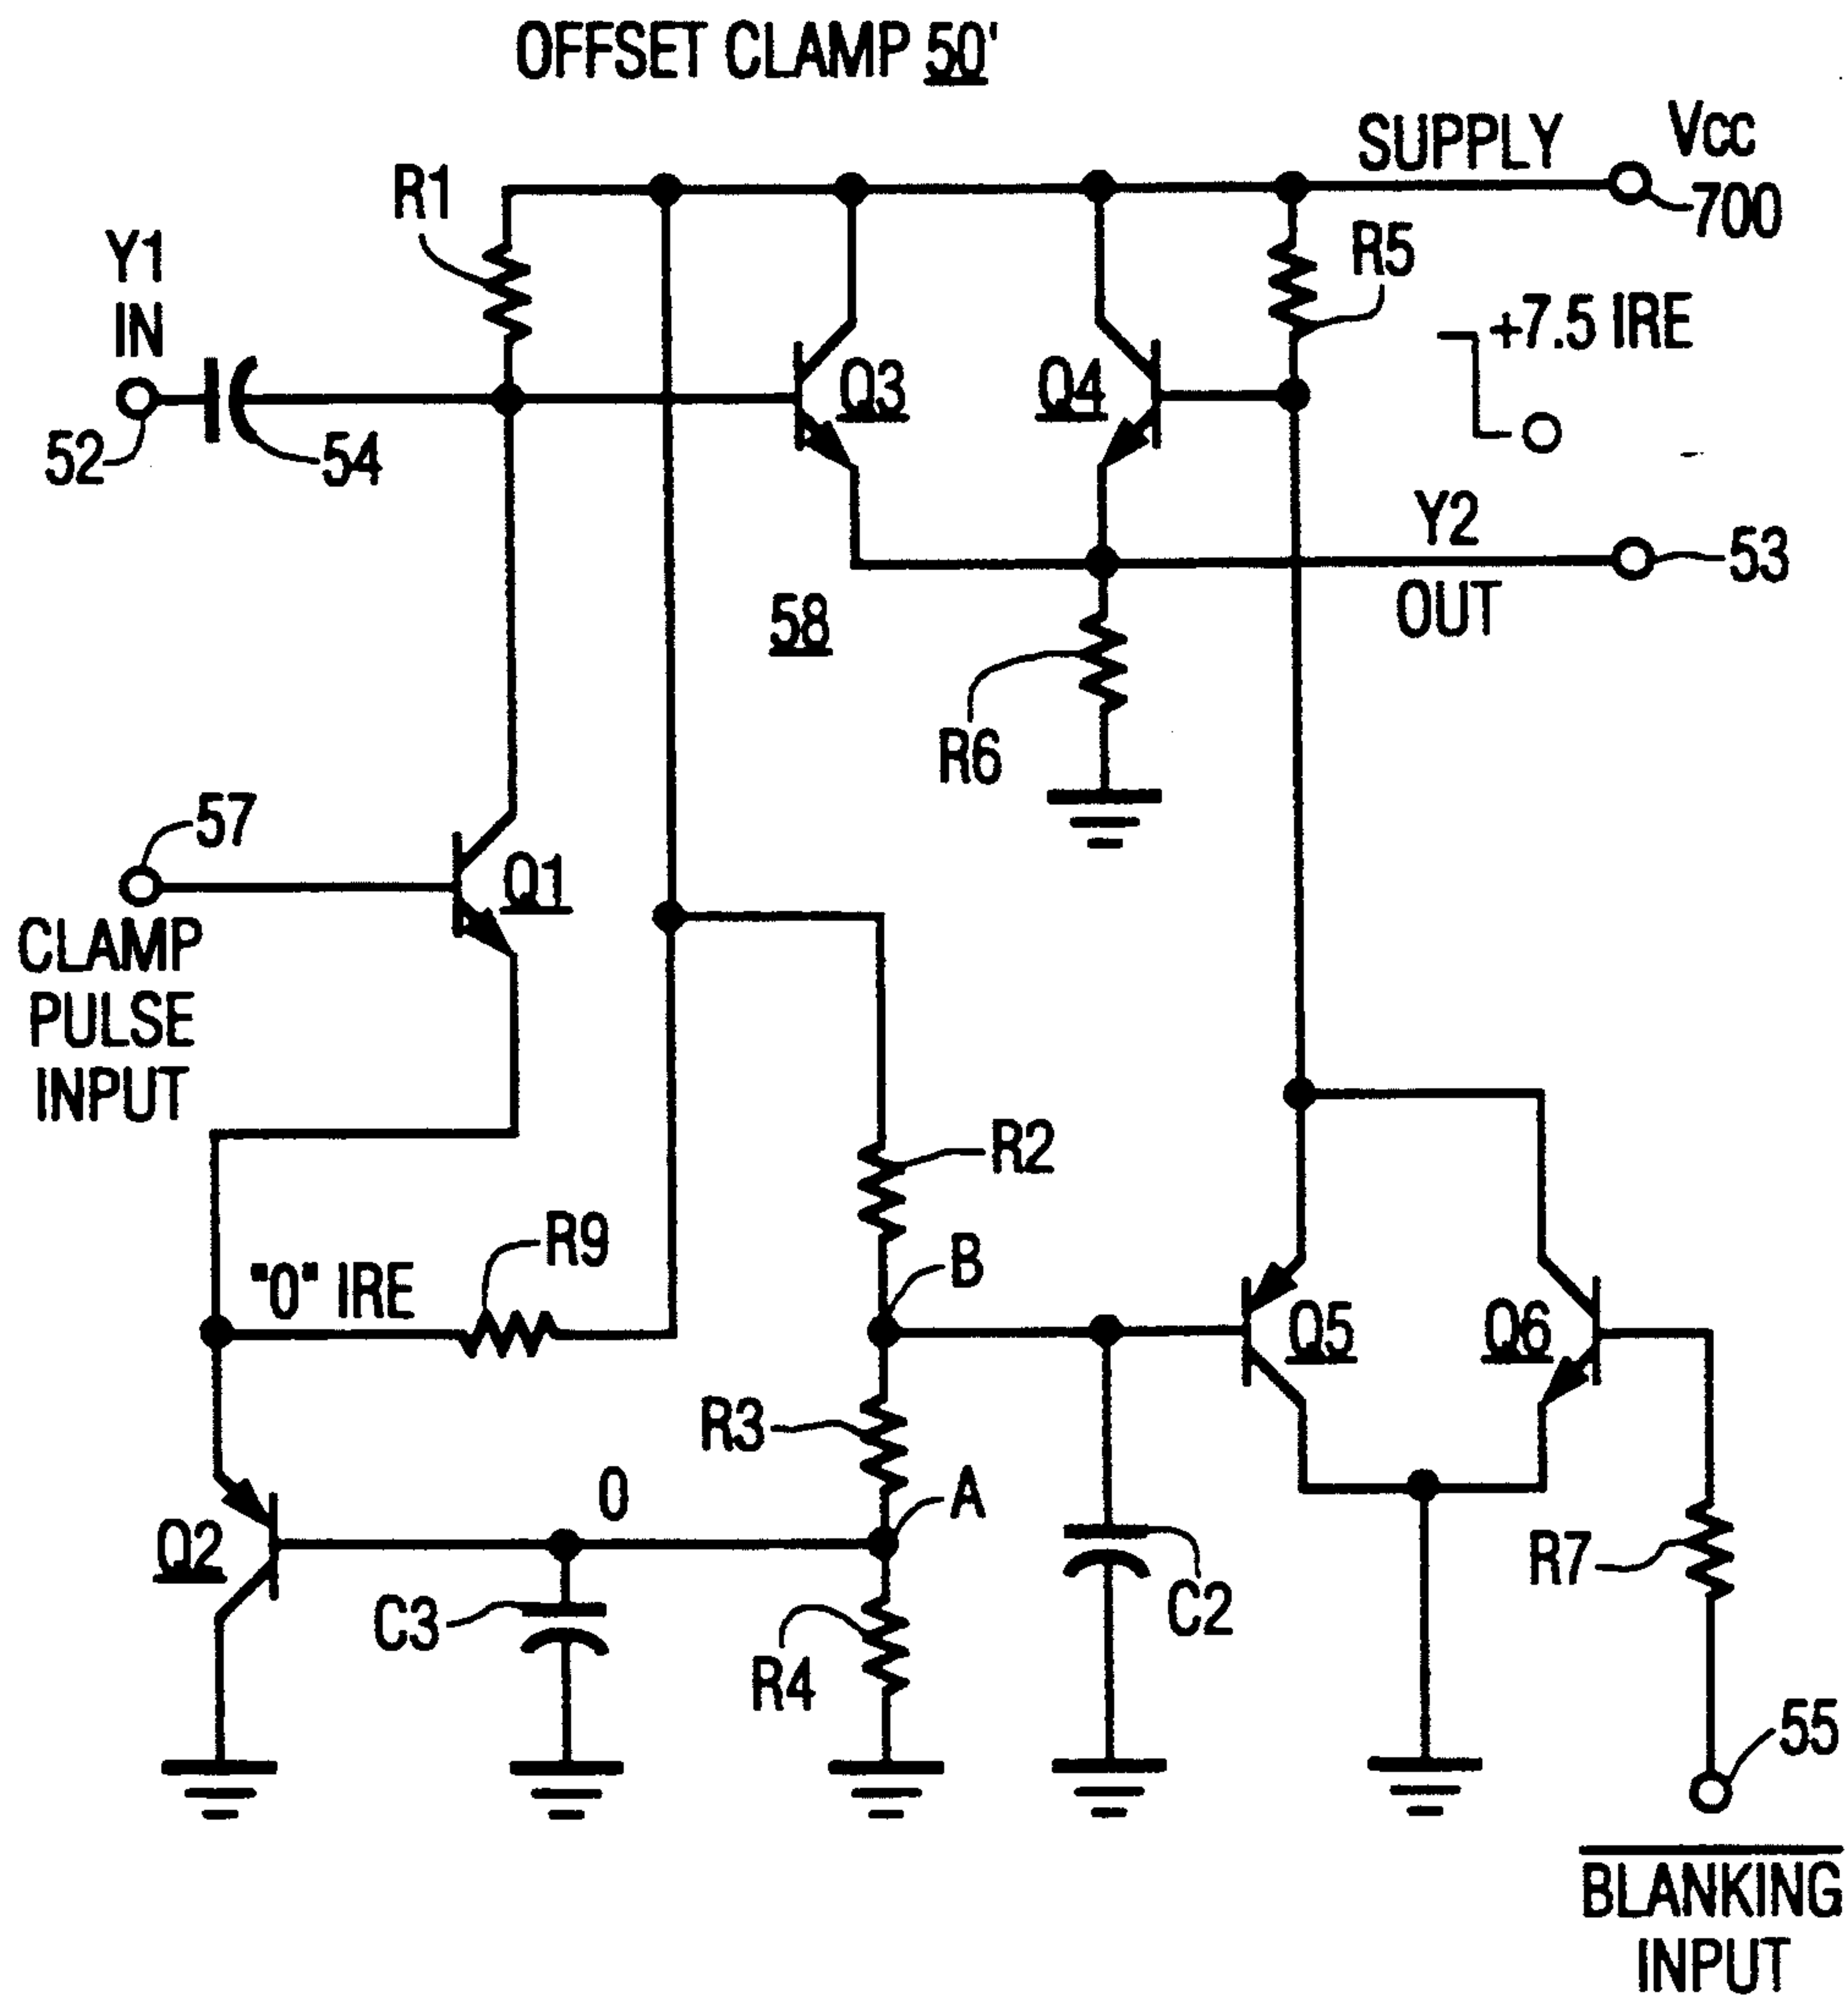 OFFSET CLAMP 50'
SUPPLY
VCC
700
R1
R5
Y1
IN
+7.5 IRE
Q3
Q4
52
54
Y2
OUT
53
58
R6
57
Q1
CLAMP
PULSE
INPUT
R2
R9
B
"0" IRE
Q5
Q6
R3
A
0
Q2
R7
C3
C2
R4
55
BLANKING
INPUT